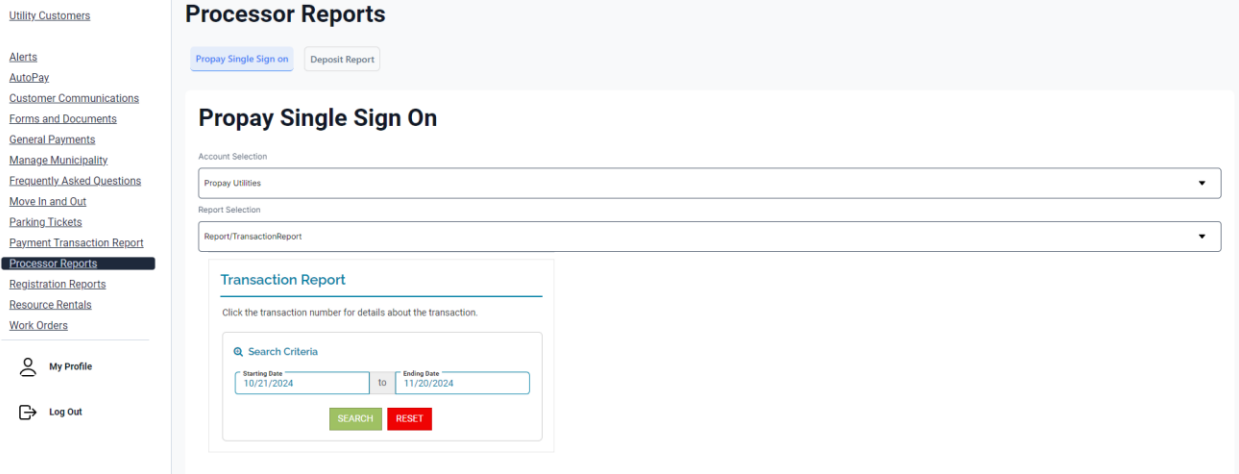 Utility Customers
Alerts
AutoPay
Customer Communications
Forms and Documents
General Payments
Manage Municipality
Frequently Asked Questions
Move In and Out
Parking Tickets
Payment Transaction Report
Processor Reports
Registration Reports
Resource Rentals
Work Orders
My Profile
Log Out
Processor Reports
Propay Single Sign on
Deposit Report
Propay Single Sign On
Account Selection
Propay Utilities
Report Selection
Report/TransactionReport
Transaction Report
Click the transaction number for details about the transaction.
Search Criteria
Starting Date
10/21/2024
to
Ending Date
11/20/2024
SEARCH
RESET